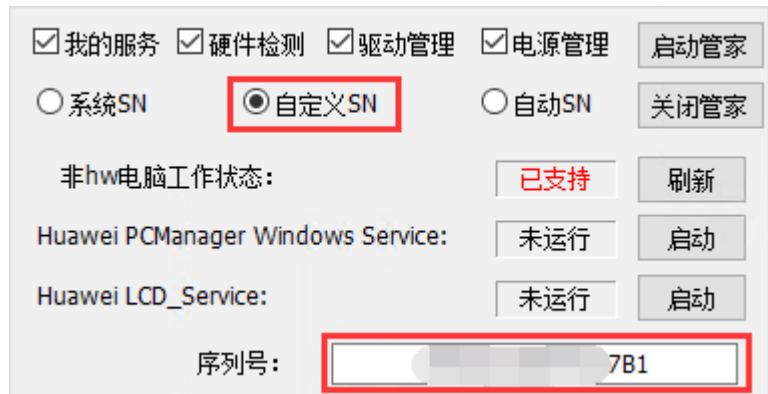 我的服务 硬件检测 驱动管理 电源管理 启动管家
系统SN 自定义SN 自动SN 关闭管家
非hw电脑工作状态： 已支持 刷新
Huawei PCManager Windows Service: 未运行 启动
Huawei LCD_Service: 未运行 启动
序列号： 7B1